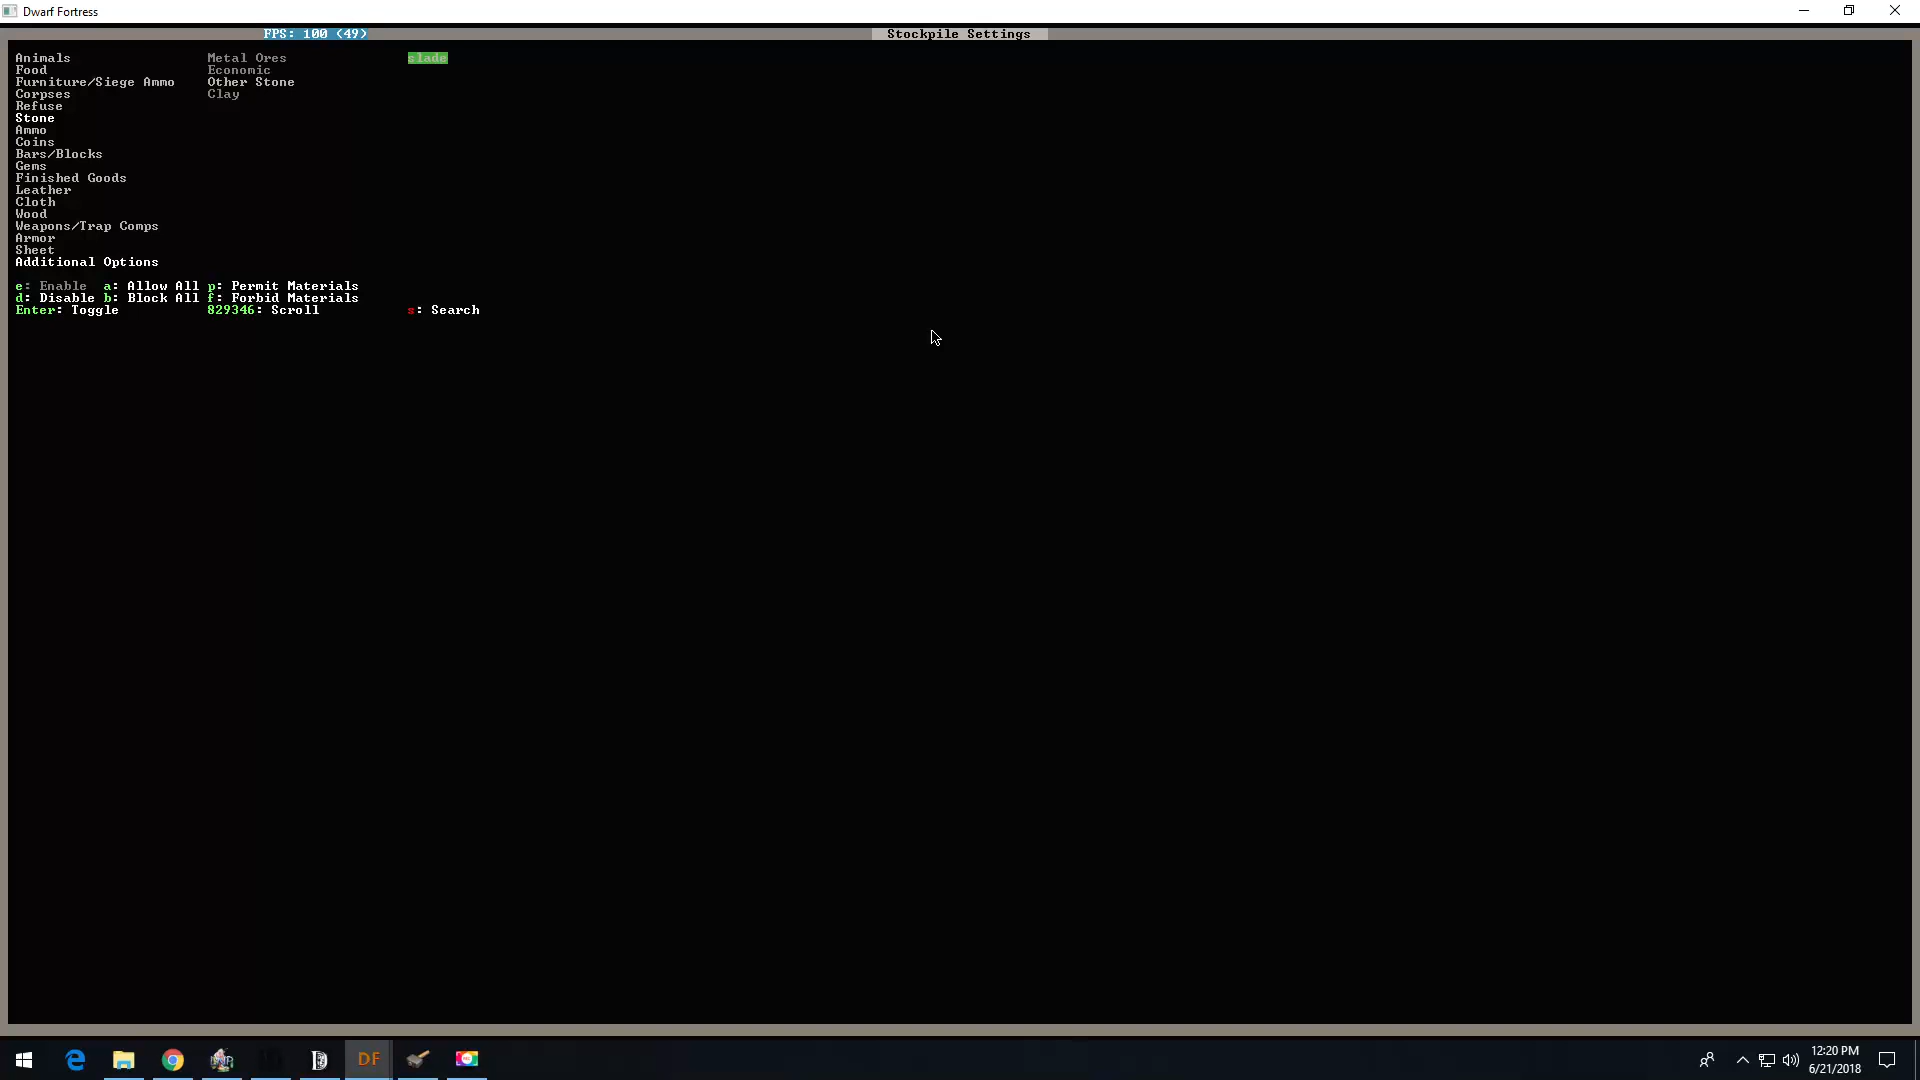 Dwarf Fortress
FPS: 100 (49)
Stockpile Settings
Animals
Food
Furniture/Siege Ammo
Corpses
Refuse
Stone
Ammo
Coins
Bars/Blocks
Gems
Finished Goods
Leather
Cloth
Wood
Weapons/Trap Comps
Armor
Sheet
Additional Options
Metal Ores
Economic
Other Stone
Clay
slade
e: Enable a: Allow All p: Permit Materials
d: Disable b: Block All f: Forbid Materials
Enter: Toggle 829346: Scroll s: Search
DF
12:20 PM
6/21/2018